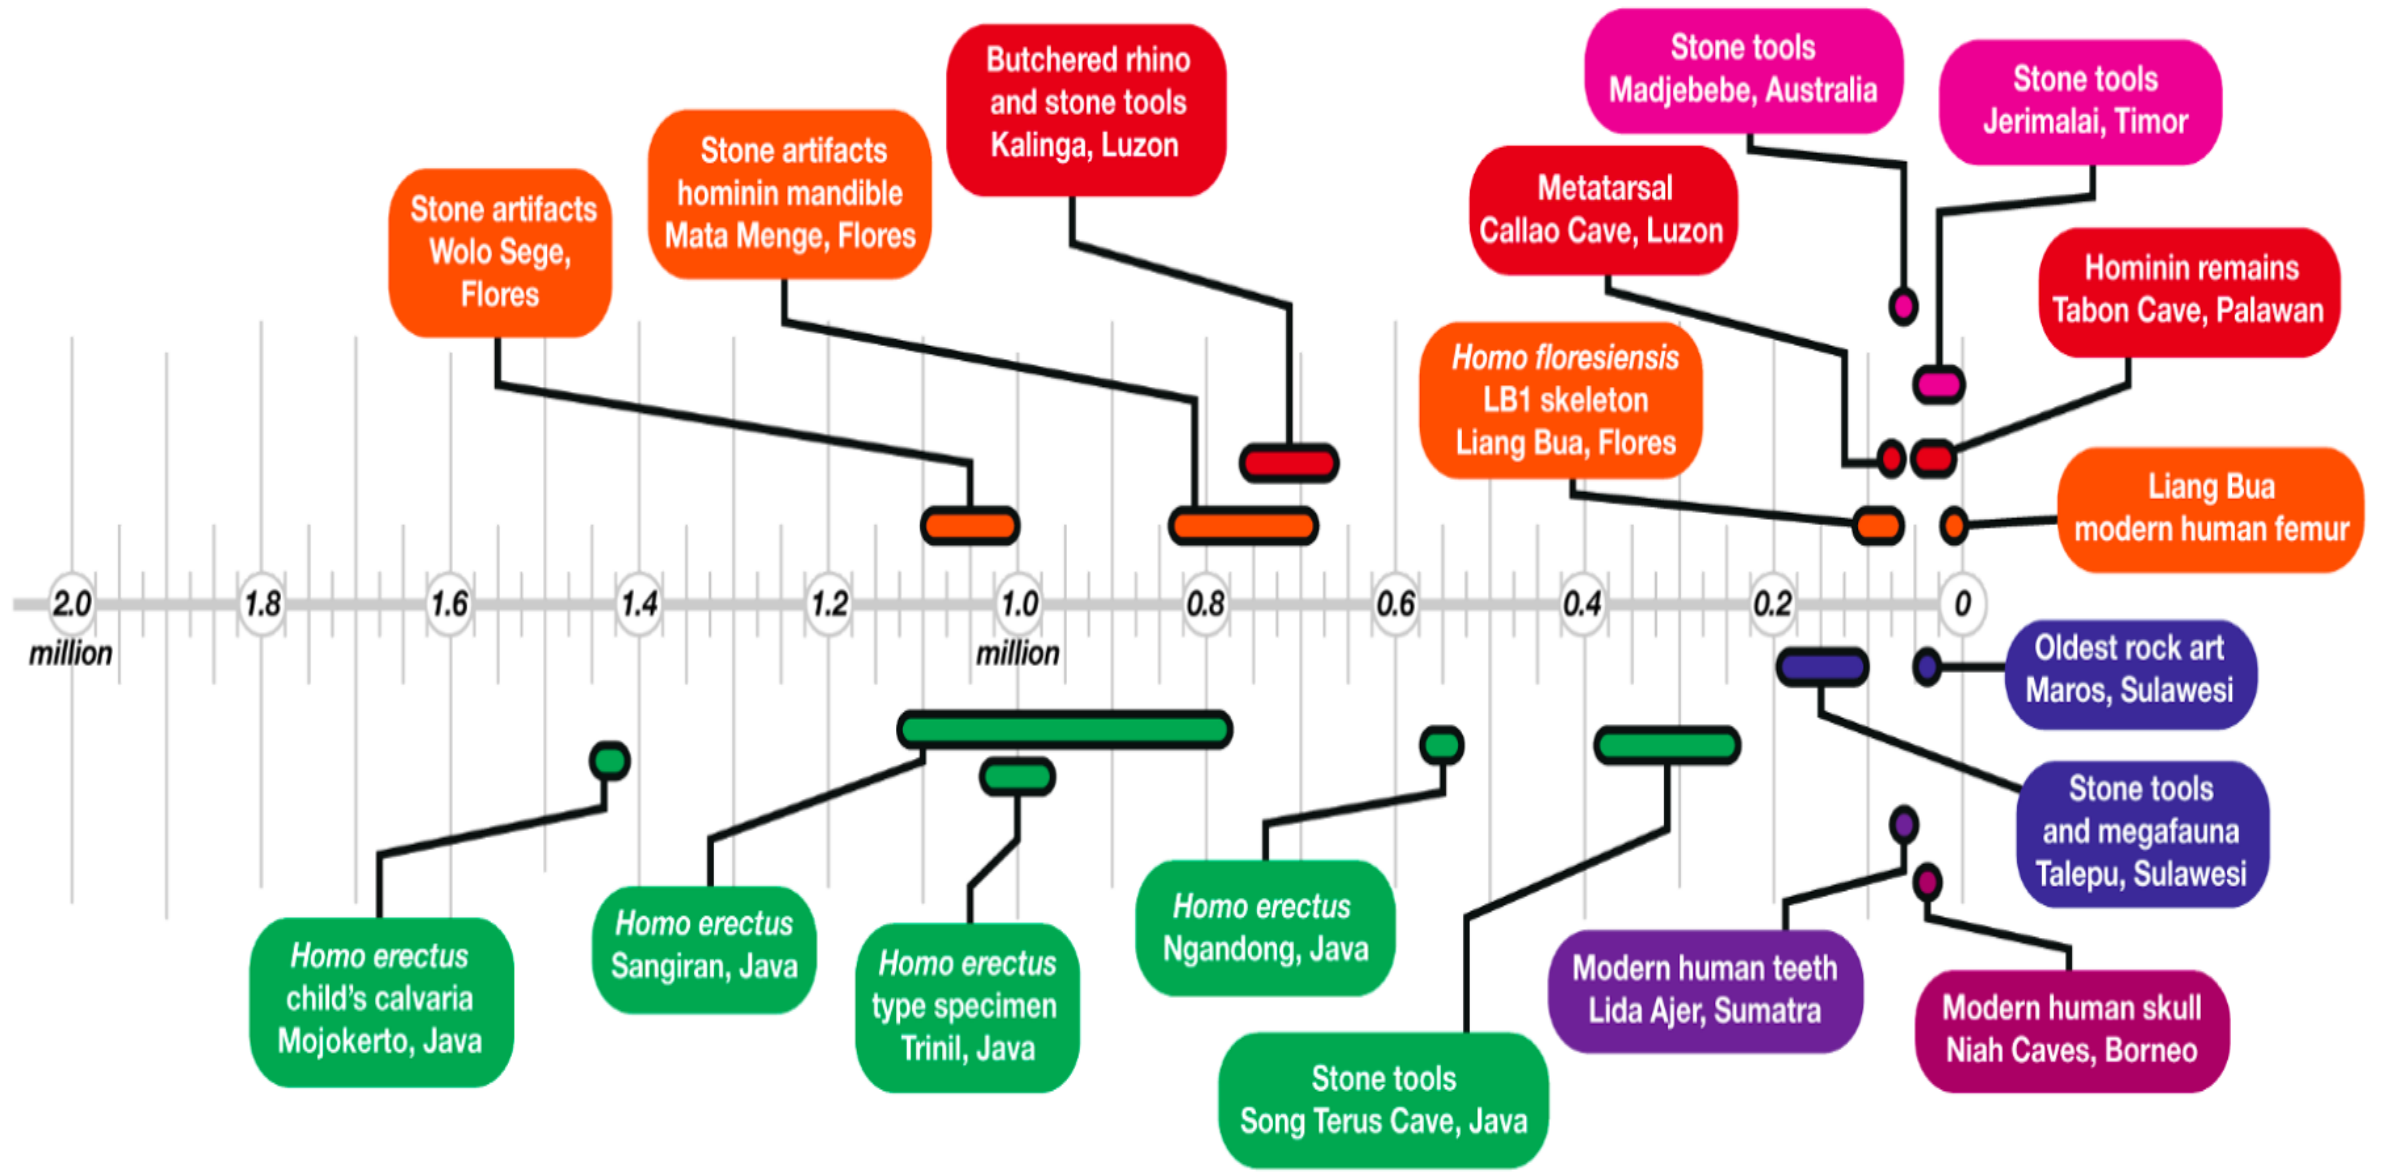 Butchered rhino
and stone tools
Kalinga, Luzon
Stone tools
Madjebebe, Australia
Stone tools
Jerimalai, Timor
Stone artifacts
hominin mandible
Mata Menge, Flores
Metatarsal
Callao Cave, Luzon
Stone artifacts
Wolo Sege,
Flores
Hominin remains
Tabon Cave, Palawan
Homo floresiensis
LB1 skeleton
Liang Bua, Flores
Liang Bua
modern human femur
2.0
1.8
1.6
1.4
1.2
1.0
0.8
0.6
0.4
0.2
0
million
million
Oldest rock art
Maros, Sulawesi
Stone tools
and megafauna
Talepu, Sulawesi
Homo erectus
child's calvaria
Mojokerto, Java
Homo erectus
Sangiran, Java
Homo erectus
type specimen
Trinil, Java
Homo erectus
Ngandong, Java
Stone tools
Song Terus Cave, Java
Modern human teeth
Lida Ajer, Sumatra
Modern human skull
Niah Caves, Borneo